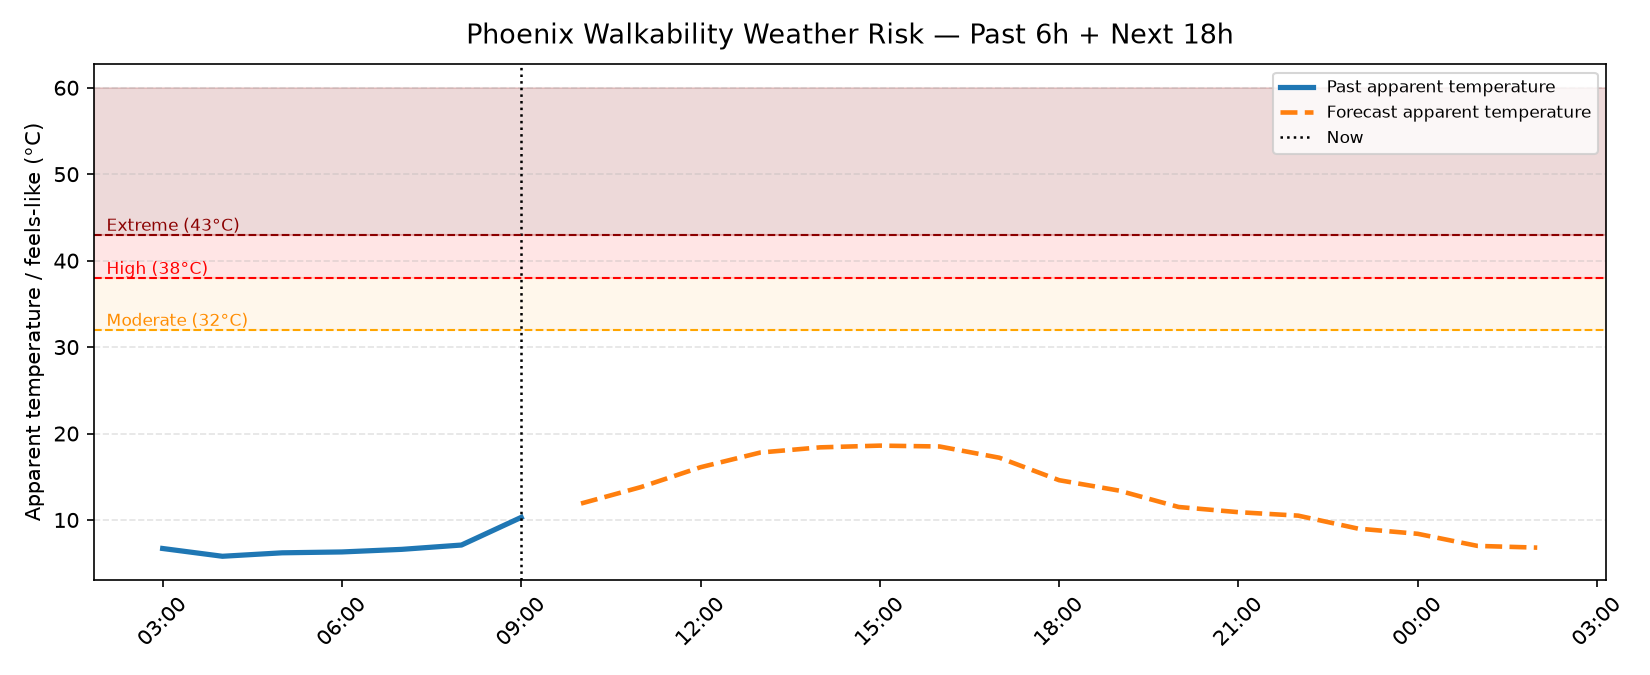 Phoenix Walkability Weather Risk — Past 6h + Next 18h
Apparent temperature / feels-like (°C)
60
50
40
30
20
10
Past apparent temperature
Forecast apparent temperature
Now
Extreme (43°C)
High (38°C)
Moderate (32°C)
03:00
06:00
09:00
12:00
15:00
18:00
21:00
00:00
03:00